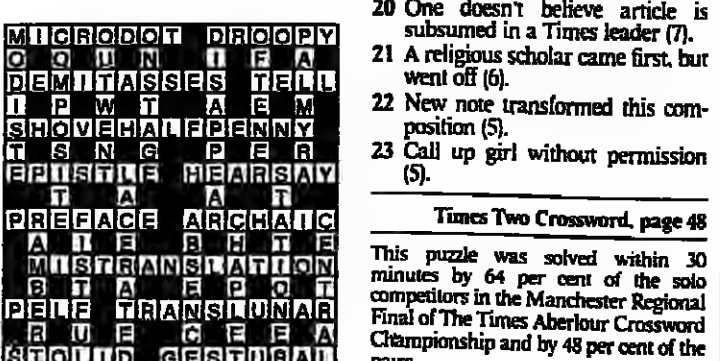 MICRODOT DROOPY
O O U N I F A
DEMITASSES TELL
I P W T A E M
SHOVEHALFPENNY
T S N G P E R
EPISTLE HEARSAY
T A A T
PREFACE ARCHAIC
A I E B H T E
MISTRANSLATION
B T A E P O T
PELF TRANSLUNAR
R U E C E E A
STOLID GESTURAL
20 One doesn't believe article is
subsumed in a Times leader (7).
21 A religious scholar came first, but
went off (6).
22 New note transformed this com-
position (5).
23 Call up girl without permission
(5).
Times Two Crossword, page 48
This puzzle was solved within 30
minutes by 64 per cent of the solo
competitors in the Manchester Regional
Final of The Times Aberlour Crossword
Championship and by 48 per cent of the
pairs